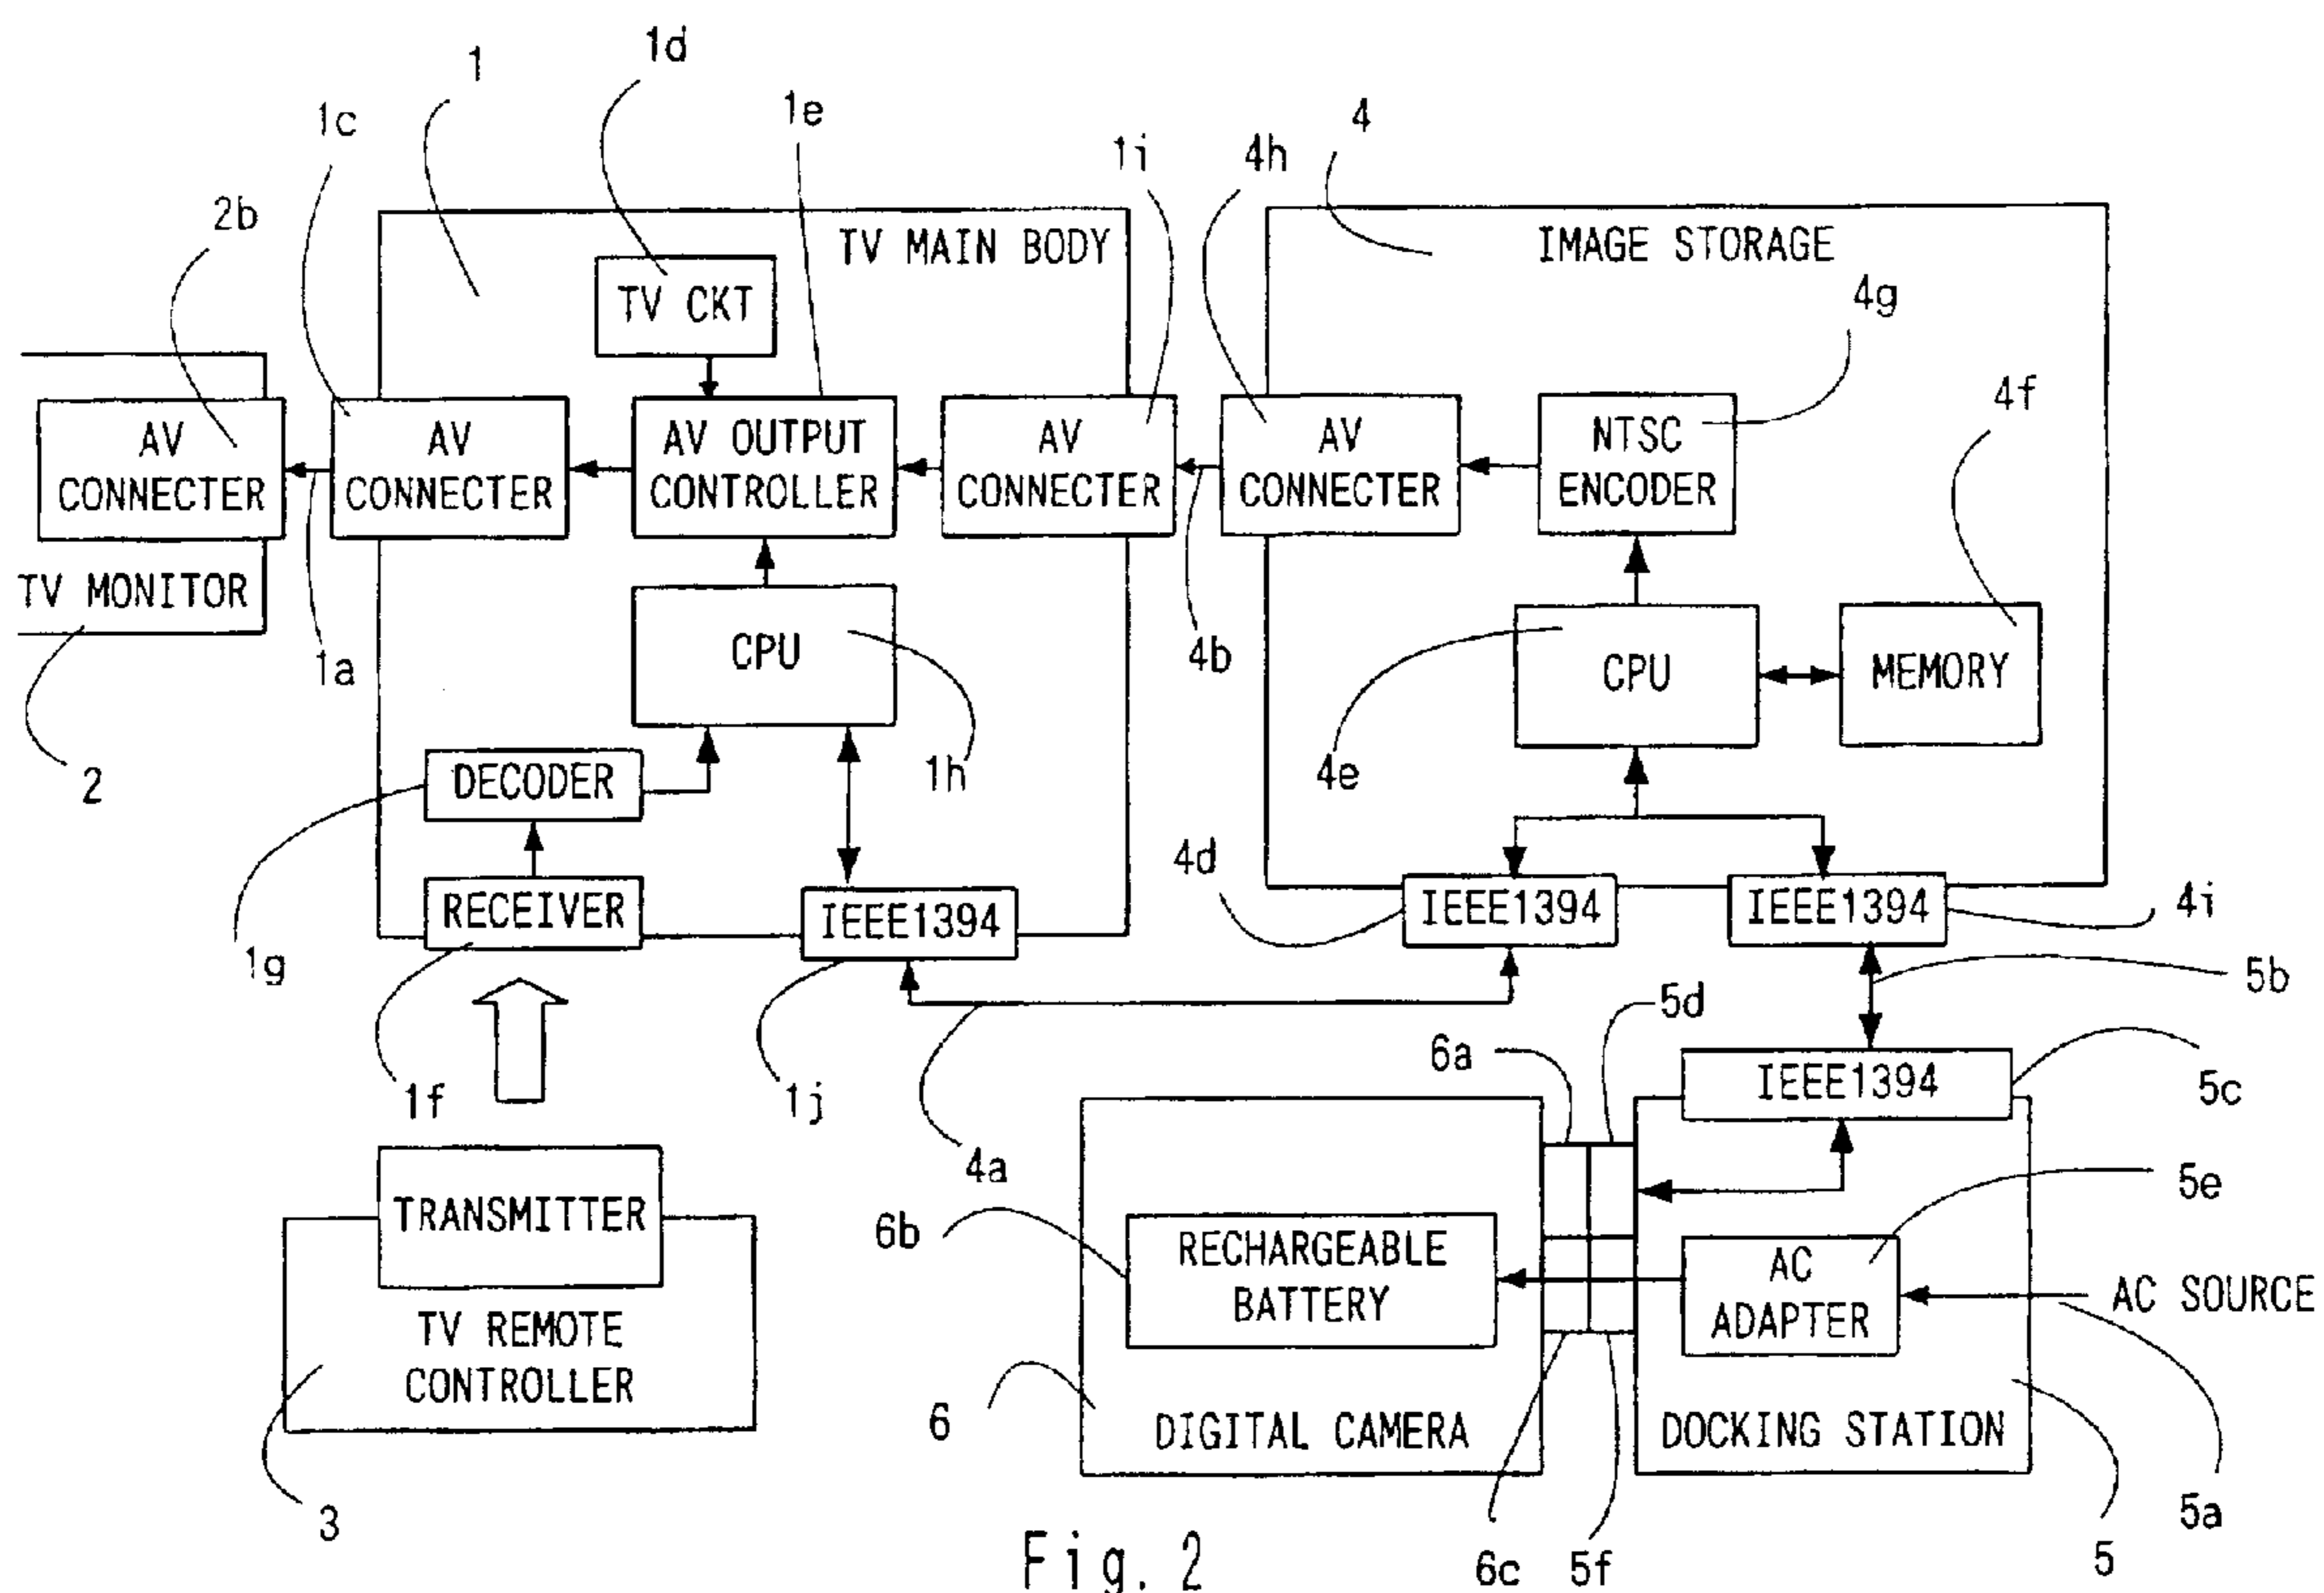 1d
1
1c
1e
4
1i
4h
2b
TV MAIN BODY
IMAGE STORAGE
TV CKT
4g
4f
AV
CONNECTER
AV
CONNECTER
AV OUTPUT
CONTROLLER
AV
CONNECTER
AV
CONNECTER
NTSC
ENCODER
TV MONITOR
1a
CPU
4b
CPU
MEMORY
2
DECODER
1h
4e
4d
RECEIVER
IEEE1394
IEEE1394
IEEE1394
4i
1g
5b
5d
6a
IEEE1394
5c
1f
1j
4a
TRANSMITTER
5e
6b
RECHARGEABLE
BATTERY
AC
ADAPTER
AC SOURCE
TV REMOTE
CONTROLLER
6
DIGITAL CAMERA
DOCKING STATION
3
5a
6c
5f
5
Fig. 2